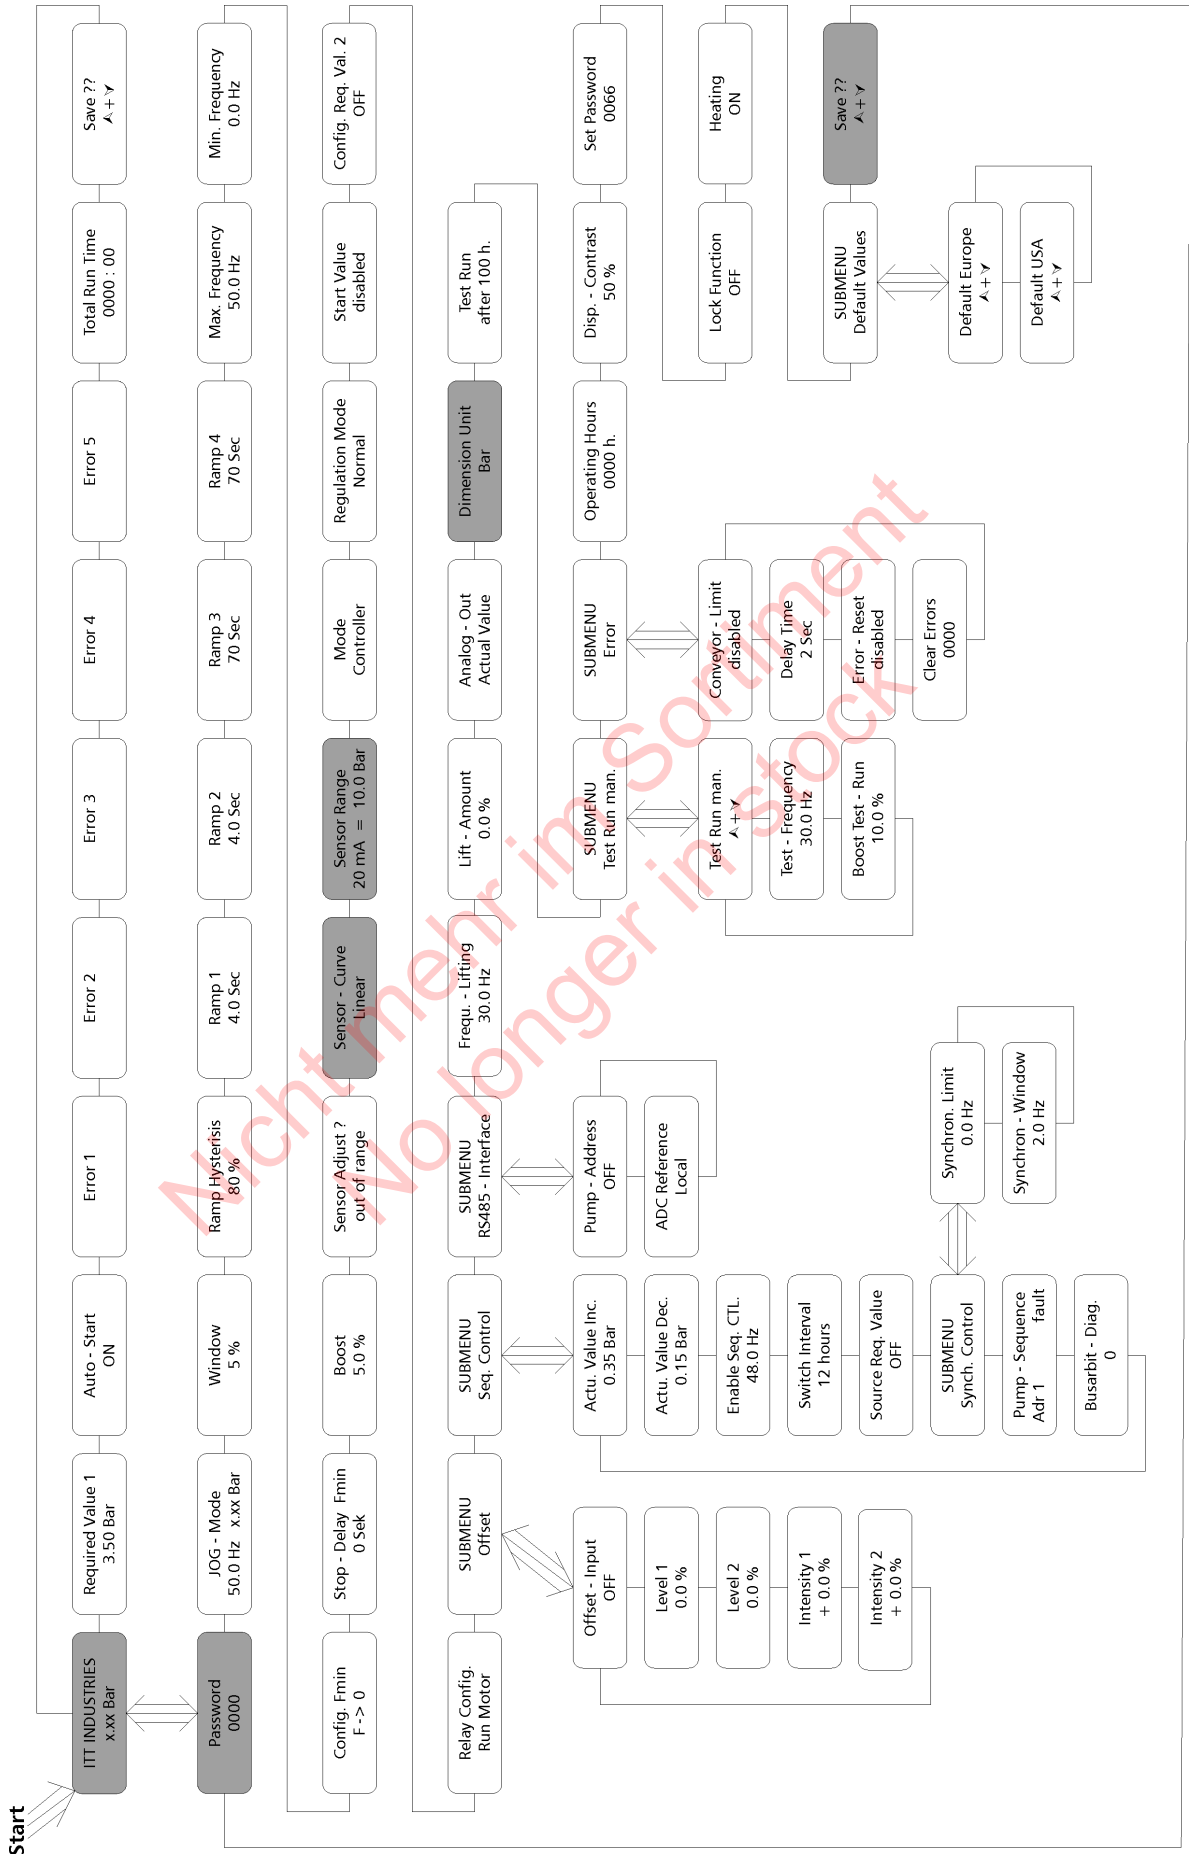 Start
ITT INDUSTRIES
x.xx Bar
Required Value 1
3.50 Bar
Auto - Start
ON
Error 1
Error 2
Error 3
Error 4
Error 5
Total Run Time
0000 : 00
Save ??
⮝ + ⮟
Password
0000
JOG - Mode
50.0 Hz x.xx Bar
Window
5 %
Ramp Hysterisis
80 %
Ramp 1
4.0 Sec
Ramp 2
4.0 Sec
Ramp 3
70 Sec
Ramp 4
70 Sec
Max. Frequency
50.0 Hz
Min. Frequency
0.0 Hz
Config. Fmin
F -> 0
Stop - Delay Fmin
0 Sek
Boost
5.0 %
Sensor Adjust ?
out of range
Sensor - Curve
Linear
Sensor Range
20 mA = 10.0 Bar
Mode
Controller
Regulation Mode
Normal
Start Value
disabled
Config. Req. Val. 2
OFF
Relay Config.
Run Motor
SUBMENU
Offset
SUBMENU
Seq. Control
SUBMENU
RS485 - Interface
Frequ. - Lifting
30.0 Hz
Lift - Amount
0.0 %
Analog - Out
Actual Value
Dimension Unit
Bar
Test Run
after 100 h.
Offset - Input
OFF
Level 1
0.0 %
Level 2
0.0 %
Intensity 1
+ 0.0 %
Intensity 2
+ 0.0 %
Actu. Value Inc.
0.35 Bar
Actu. Value Dec.
0.15 Bar
Enable Seq. CTL.
48.0 Hz
Switch Interval
12 hours
Source Req. Value
OFF
SUBMENU
Synch. Control
Pump - Sequence
Adr 1 fault
Busarbit - Diag.
0
Synchron. Limit
0.0 Hz
Synchron - Window
2.0 Hz
Pump - Address
OFF
ADC Reference
Local
SUBMENU
Test Run man.
Test Run man.
⮝ + ⮟
Test - Frequency
30.0 Hz
Boost Test - Run
10.0 %
SUBMENU
Error
Conveyor - Limit
disabled
Delay Time
2 Sec
Error - Reset
disabled
Clear Errors
0000
Operating Hours
0000 h.
Disp. - Contrast
50 %
Set Password
0066
Lock Function
OFF
Heating
ON
SUBMENU
Default Values
Save ??
⮝ + ⮟
Default Europe
⮝ + ⮟
Default USA
⮝ + ⮟
Nicht mehr im Sortiment
No longer in stock